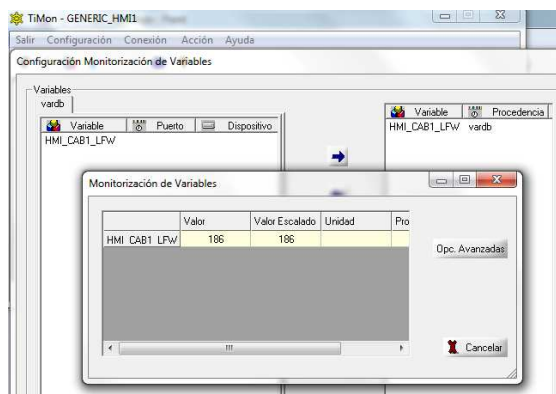 TiMon - GENERIC_HMI1
Salir Configuración Conexión Acción Ayuda
Configuración Monitorización de Variables
Variables
vardb
Variable Puerto Dispositivo
HMI_CAB1_LFW
Variable Procedencia
HMI_CAB1_LFW vardb
Monitorización de Variables
Valor Valor Escalado Unidad Pro
HMI_CAB1_LFW 186 186
Opc. Avanzadas
Cancelar